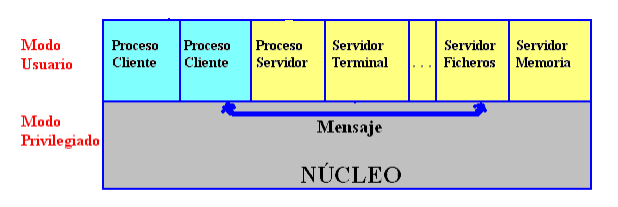 Modo
Usuario
Proceso
Cliente
Proceso
Cliente
Proceso
Servidor
Servidor
Terminal
. . .
Servidor
Ficheros
Servidor
Memoria
Modo
Privilegiado
Mensaje
NÚCLEO